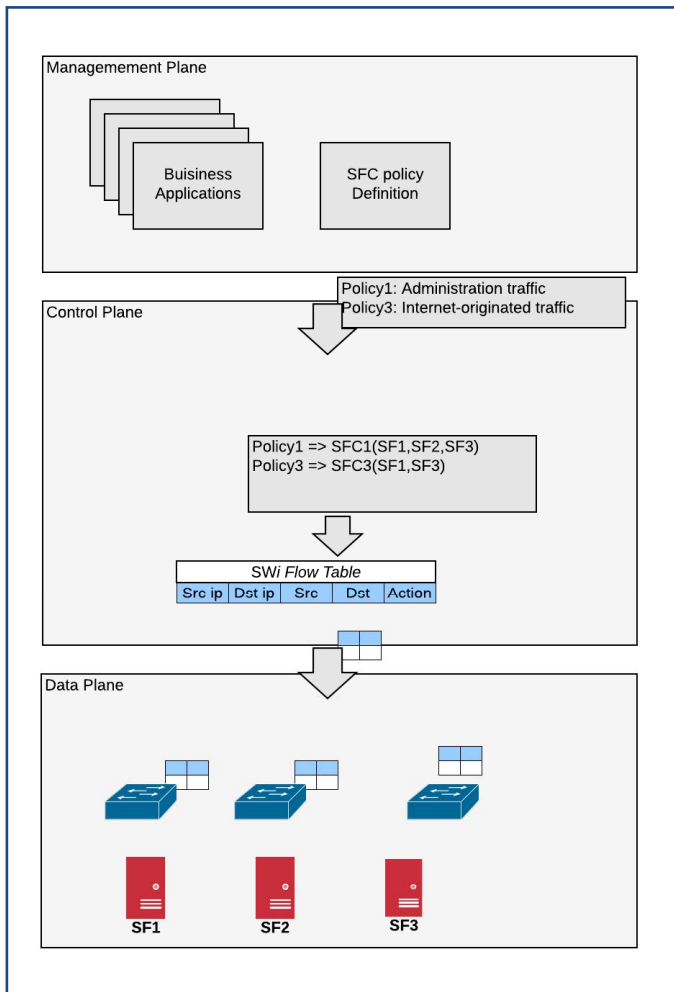 Managemement Plane
Buisiness
Applications
SFC policy
Definition
Policy1: Administration traffic
Policy3: Internet-originated traffic
Control Plane
Policy1 => SFC1(SF1,SF2,SF3)
Policy3 => SFC3(SF1,SF3)
SWi Flow Table
Src ip Dst ip Src Dst Action
Data Plane
SF1 SF2 SF3